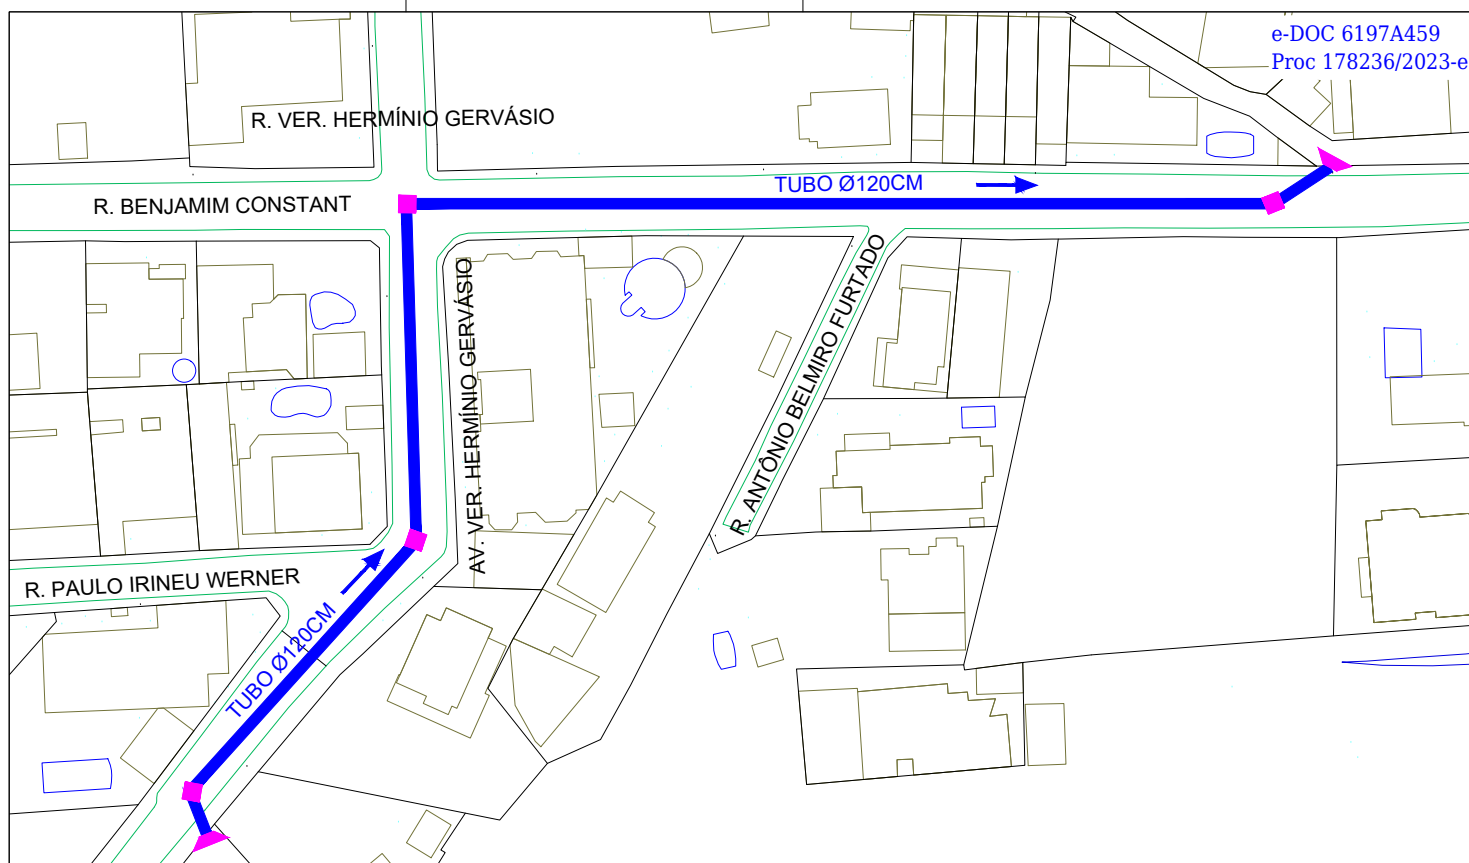 e-DOC 6197A459
Proc 178236/2023-e
R. VER. HERMÍNIO GERVÁSIO
TUBO Ø120CM
R. BENJAMIM CONSTANT
AV. VER. HERMÍNIO GERVÁSIO
R. ANTÔNIO BELMIRO FURTADO
R. PAULO IRINEU WERNER
TUBO Ø120CM